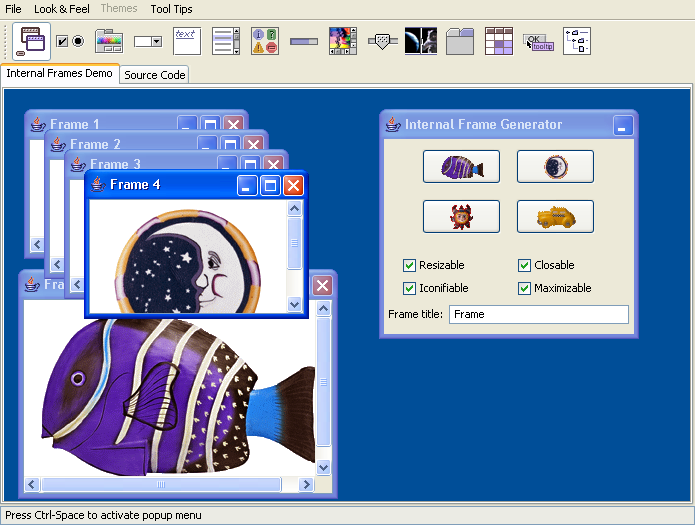 File Look & Feel Themes Tool Tips
text
OK
tooltip
Internal Frames Demo Source Code
Frame 1
Frame 2
Frame 3
Frame 4
Fra
Internal Frame Generator
Resizable Closable
Iconifiable Maximizable
Frame title: Frame
Press Ctrl-Space to activate popup menu